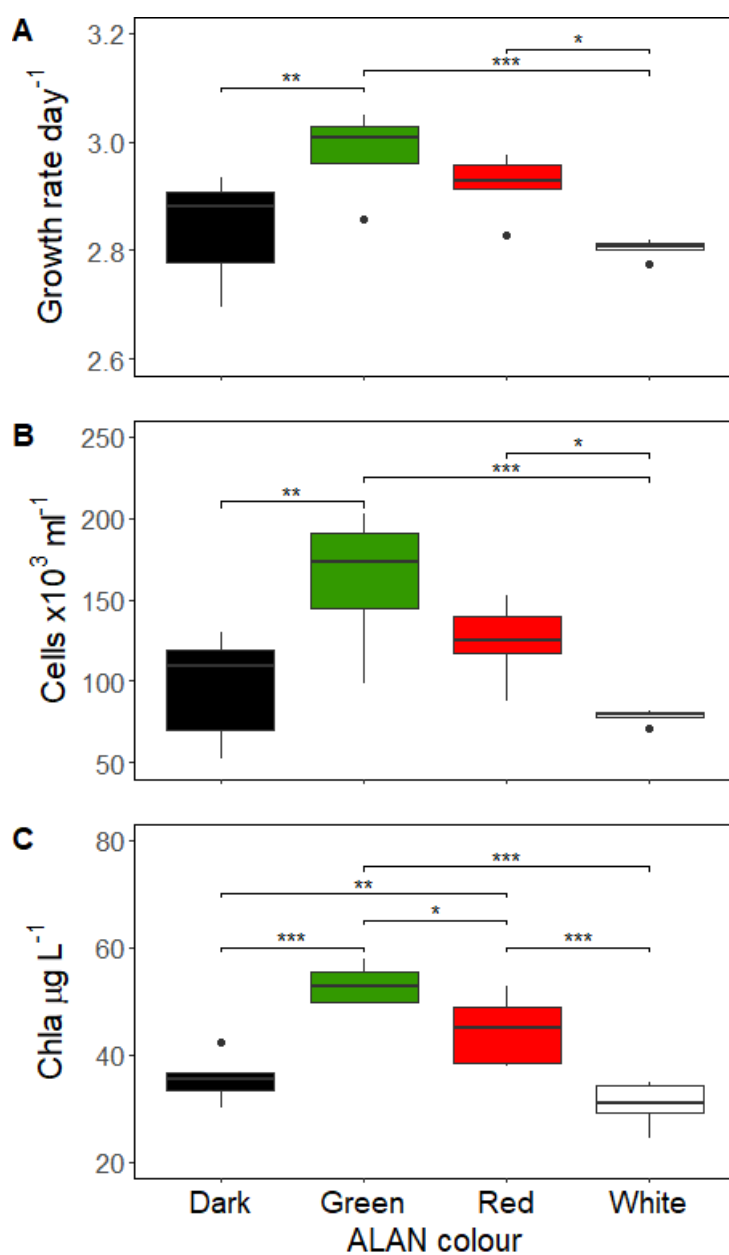 A
Growth rate day⁻¹
3.2
3.0
2.8
2.6
*
***
**
B
Cells x10³ ml⁻¹
250
200
150
100
50
*
***
**
C
Chla µg L⁻¹
80
60
40
20
***
**
*
*** ***
Dark Green Red White
ALAN colour